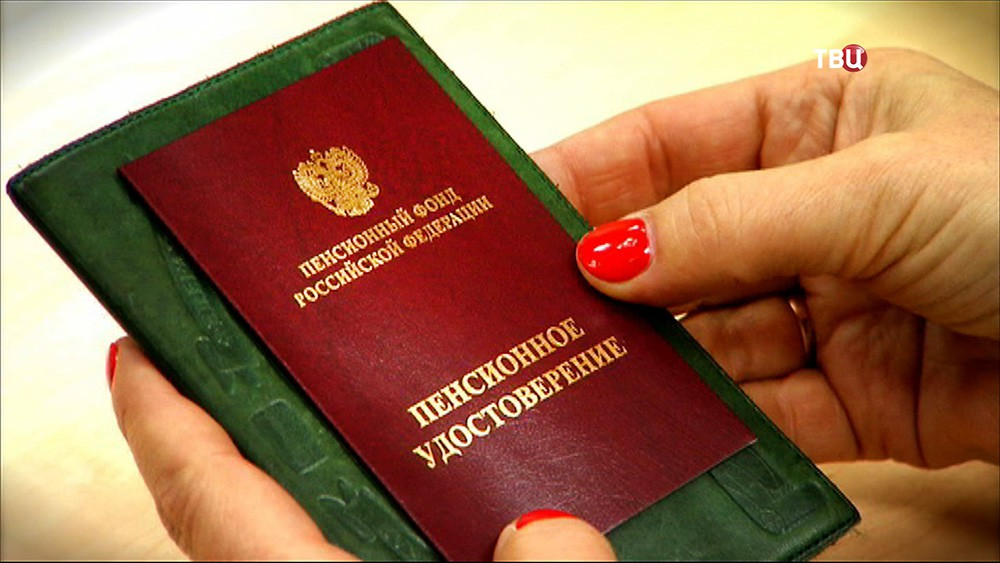 ТВЦ
ПЕНСИОННЫЙ ФОНД
РОССИЙСКОЙ ФЕДЕРАЦИИ
ПЕНСИОННОЕ
УДОСТОВЕРЕНИЕ